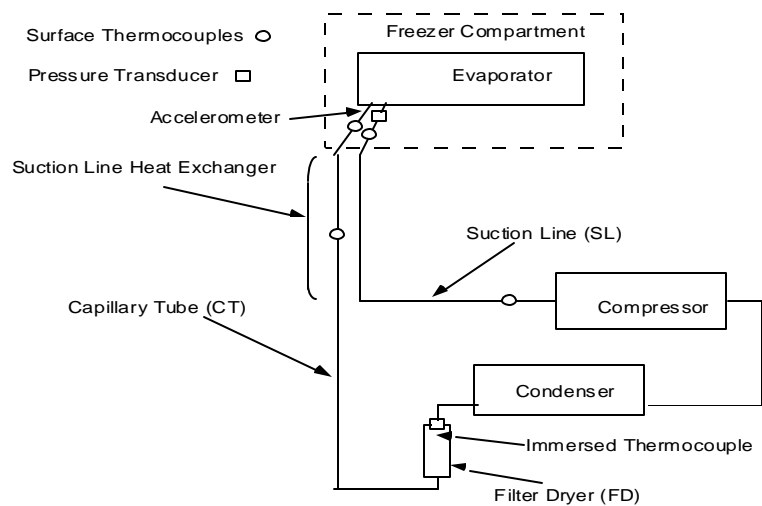 Surface Thermocouples
Freezer Compartment
Pressure Transducer
Evaporator
Accelerometer
Suction Line Heat Exchanger
Suction Line (SL)
Capillary Tube (CT)
Compressor
Condenser
Immersed Thermocouple
Filter Dryer (FD)